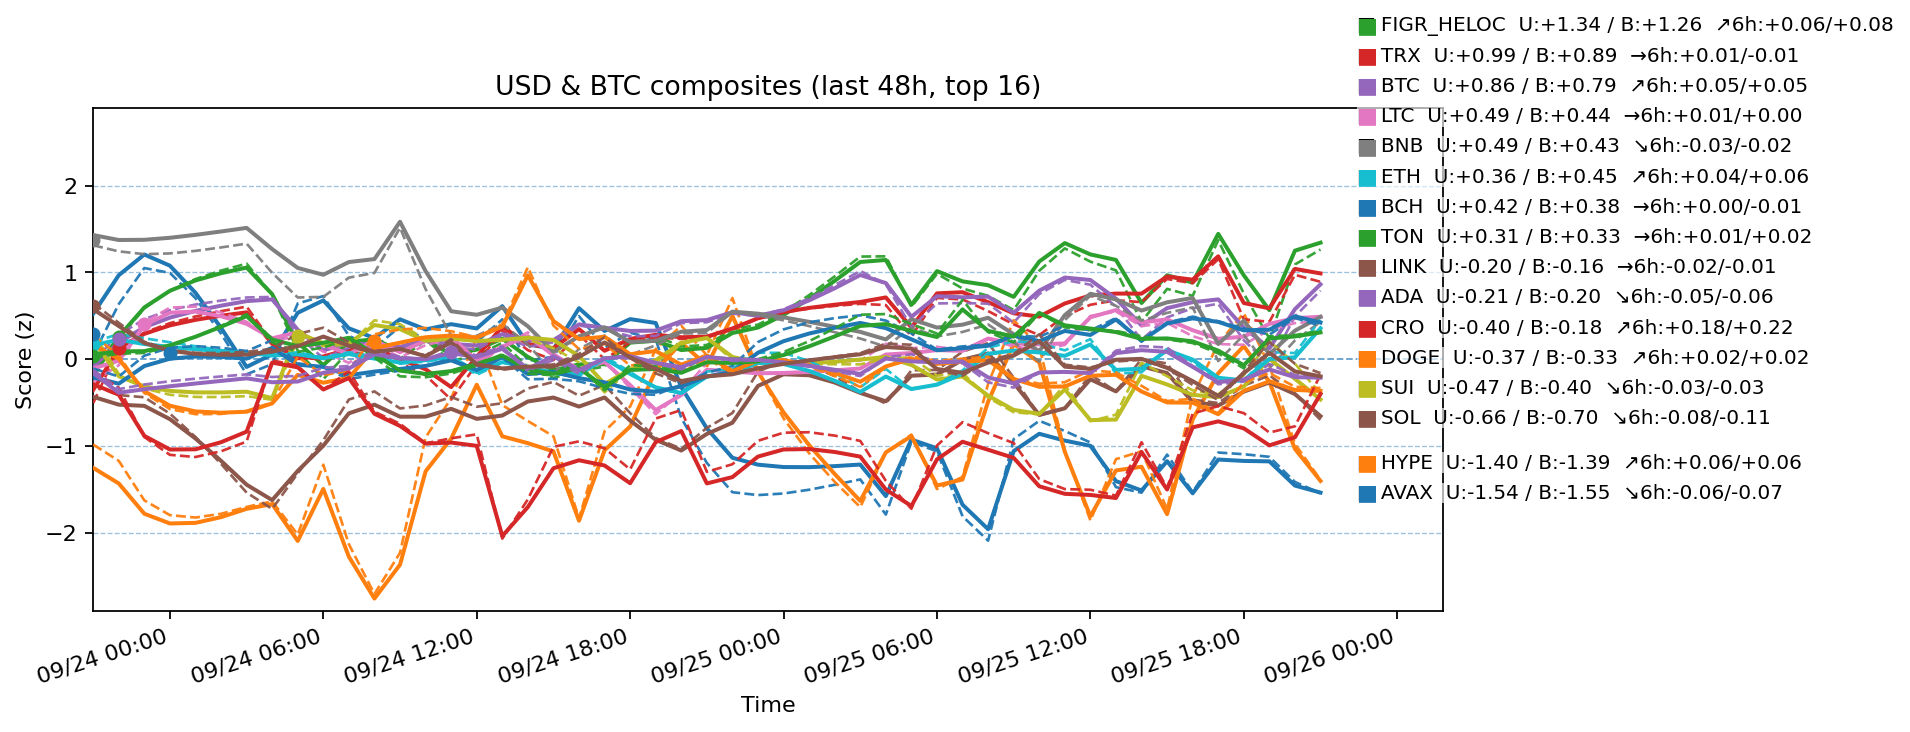 FIGR_HELOC  U:+1.34 / B:+1.26  ↗6h:+0.06/+0.08
TRX  U:+0.99 / B:+0.89  →6h:+0.01/-0.01
USD & BTC composites (last 48h, top 16)
BTC  U:+0.86 / B:+0.79  ↗6h:+0.05/+0.05
LTC  U:+0.49 / B:+0.44  →6h:+0.01/+0.00
BNB  U:+0.49 / B:+0.43  ↘6h:-0.03/-0.02
ETH  U:+0.36 / B:+0.45  ↗6h:+0.04/+0.06
BCH  U:+0.42 / B:+0.38  →6h:+0.00/-0.01
TON  U:+0.31 / B:+0.33  →6h:+0.01/+0.02
LINK  U:-0.20 / B:-0.16  →6h:-0.02/-0.01
ADA  U:-0.21 / B:-0.20  ↘6h:-0.05/-0.06
CRO  U:-0.40 / B:-0.18  ↗6h:+0.18/+0.22
DOGE  U:-0.37 / B:-0.33  ↗6h:+0.02/+0.02
SUI  U:-0.47 / B:-0.40  ↘6h:-0.03/-0.03
SOL  U:-0.66 / B:-0.70  ↘6h:-0.08/-0.11
HYPE  U:-1.40 / B:-1.39  ↗6h:+0.06/+0.06
AVAX  U:-1.54 / B:-1.55  ↘6h:-0.06/-0.07
Score (z)
2
1
0
−1
−2
09/24 00:00
09/24 06:00
09/24 12:00
09/24 18:00
09/25 00:00
09/25 06:00
09/25 12:00
09/25 18:00
09/26 00:00
Time